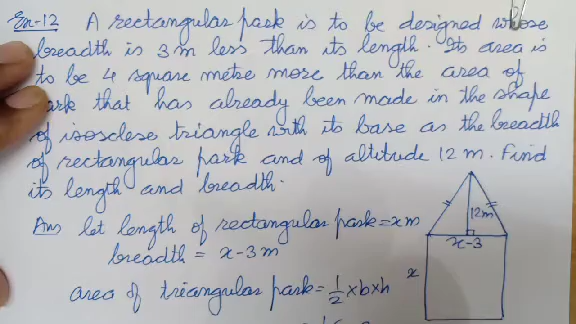 Ex-12 A rectangular park is to be designed whose
breadth is 3 m less than its length. Its area is
to be 4 square metre more than the area of
park that has already been made in the shape
of isosclese triangle with its base as the breadth
of rectangular park and of altitude 12 m. Find
its length and breadth.
Ans let length of rectangular park = x m
breadth = x-3 m
area of triangular park = 1/2 × b × h
12m
x-3
x